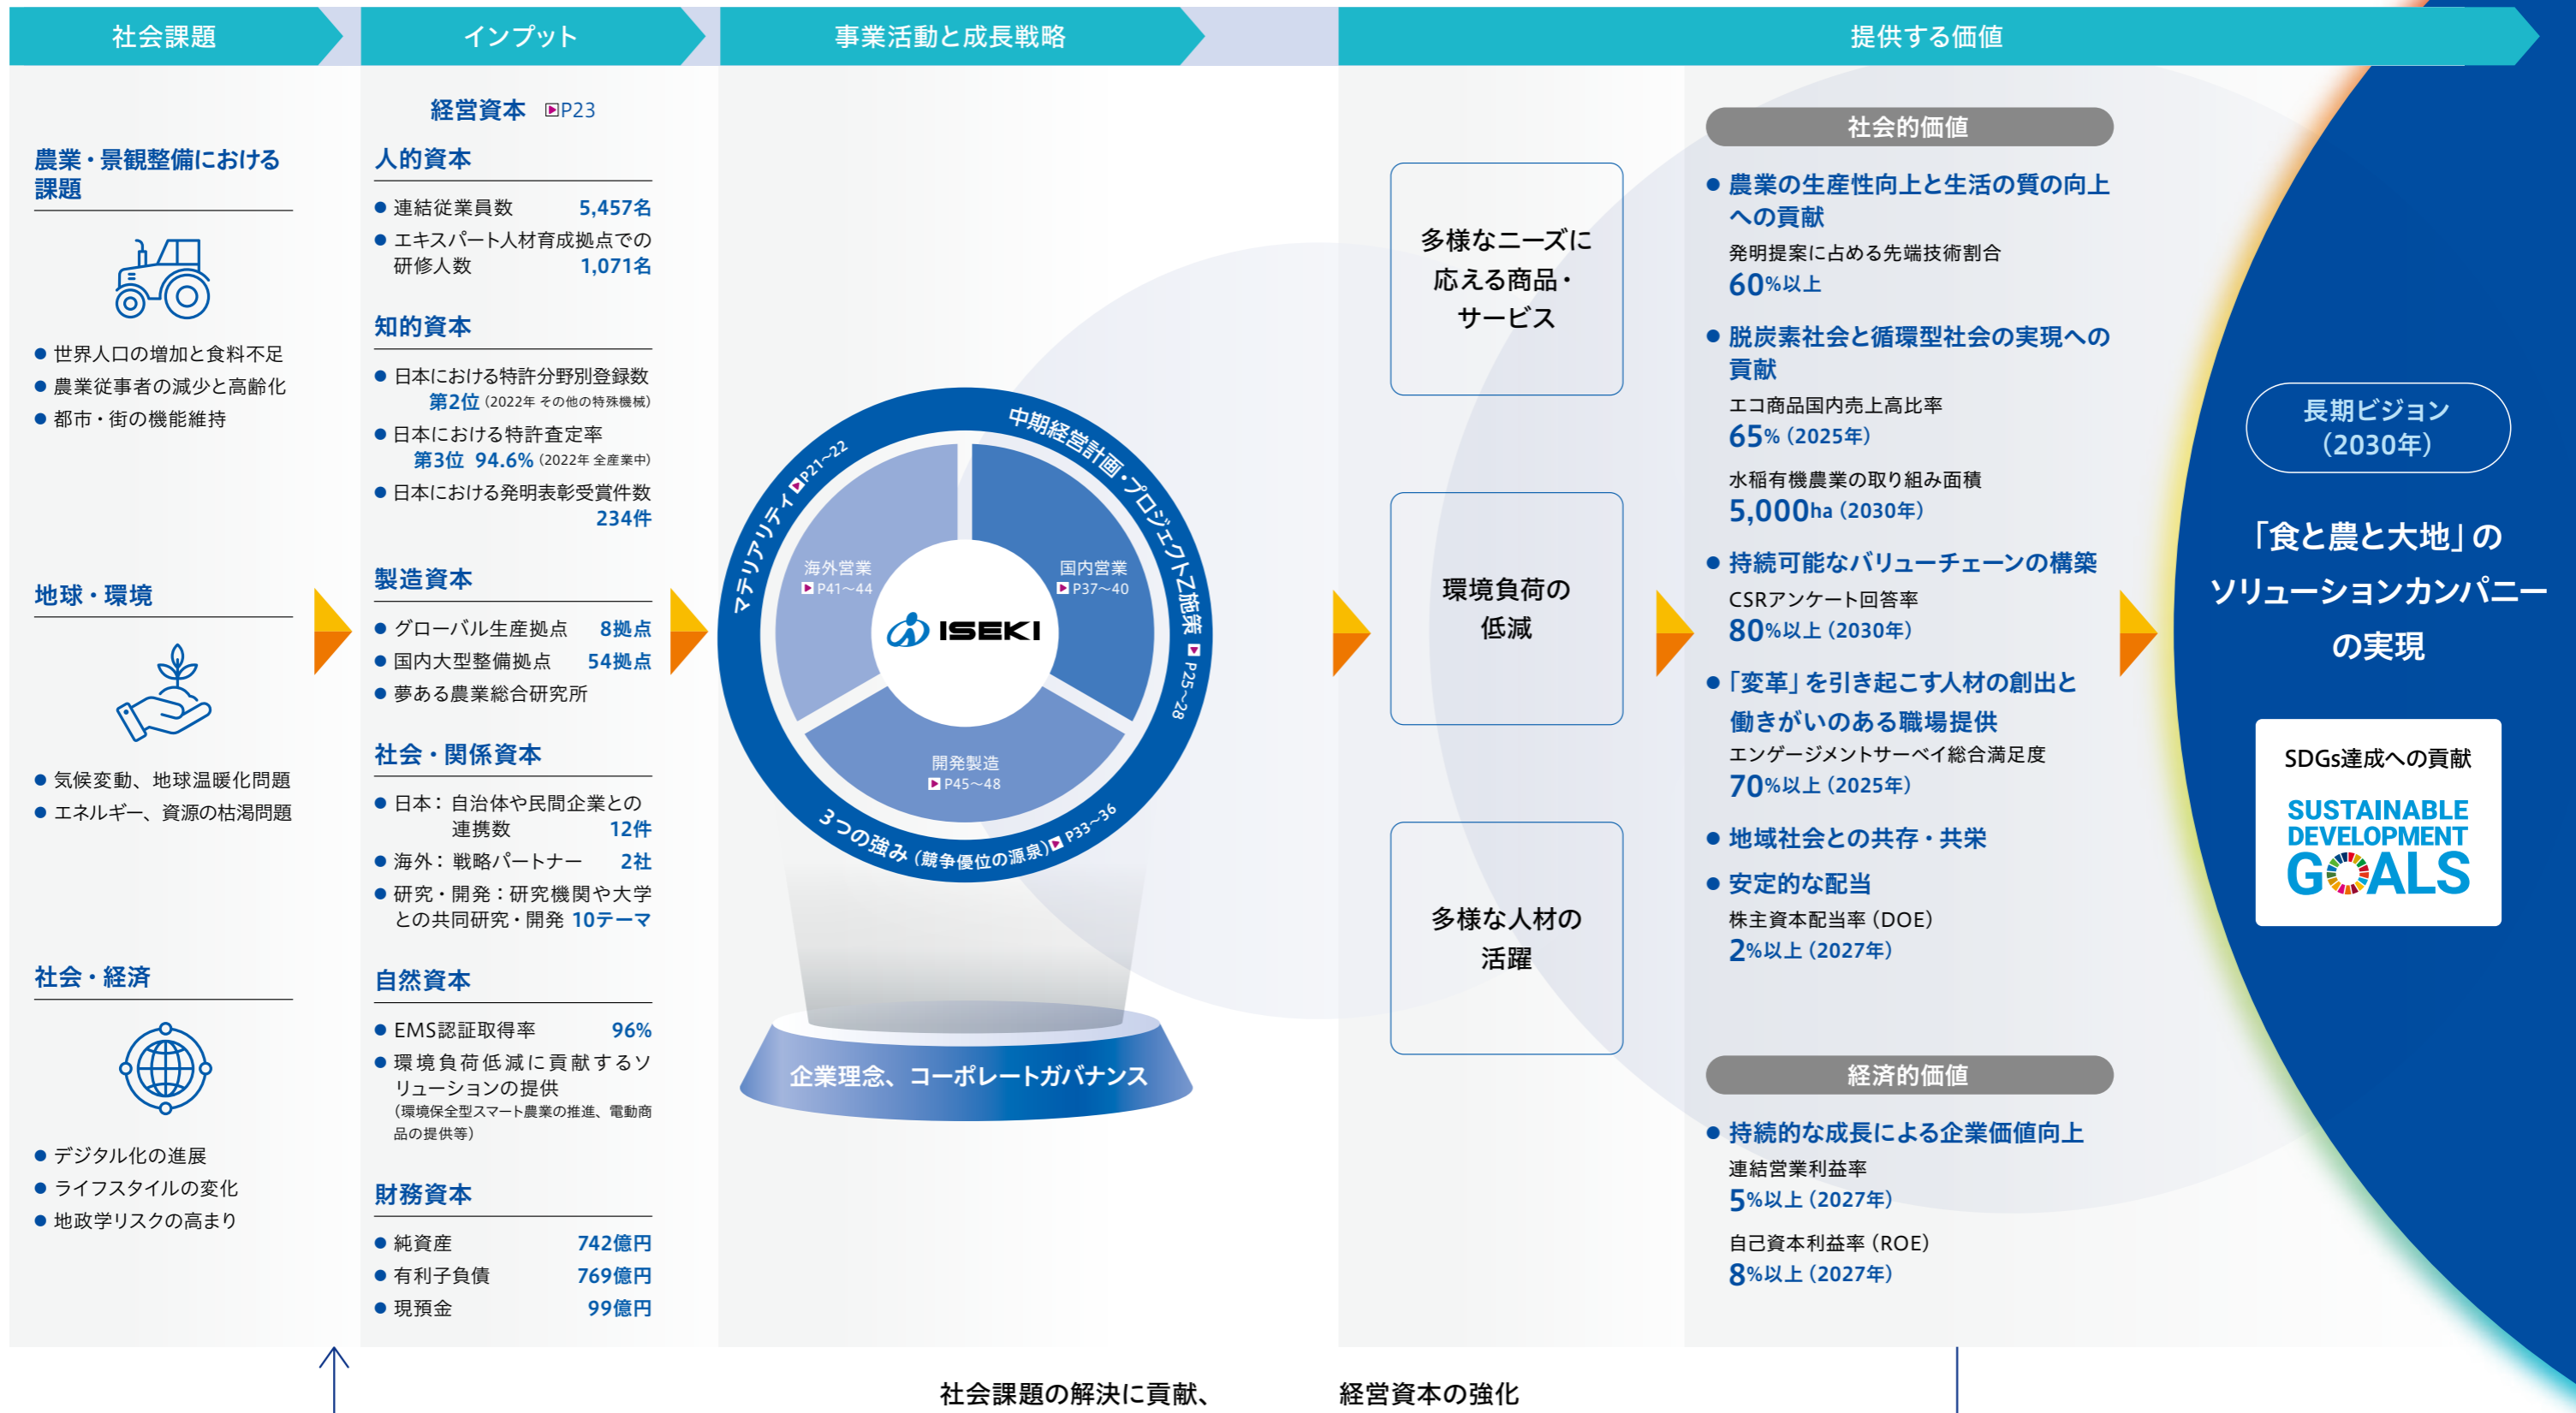 社会課題
インプット
事業活動と成長戦略
提供する価値
農業・景観整備における
課題
世界人口の増加と食料不足
農業従事者の減少と高齢化
都市・街の機能維持
地球・環境
気候変動、地球温暖化問題
エネルギー、資源の枯渇問題
社会・経済
デジタル化の進展
ライフスタイルの変化
地政学リスクの高まり
経営資本 P23
人的資本
連結従業員数 5,457名
エキスパート人材育成拠点での
研修人数 1,071名
知的資本
日本における特許分野別登録数
第2位（2022年 その他の特殊機械）
日本における特許査定率
第3位 94.6%（2022年 全産業中）
日本における発明表彰受賞件数
234件
製造資本
グローバル生産拠点 8拠点
国内大型整備拠点 54拠点
夢ある農業総合研究所
社会・関係資本
日本：自治体や民間企業との
連携数 12件
海外：戦略パートナー 2社
研究・開発：研究機関や大学
との共同研究・開発 10テーマ
自然資本
EMS認証取得率 96%
環境負荷低減に貢献するソ
リューションの提供
（環境保全型スマート農業の推進、電動商
品の提供等）
財務資本
純資産 742億円
有利子負債 769億円
現預金 99億円
マテリアリティ P21～22
中期経営計画・プロジェクトZ施策 P25～28
3つの強み（競争優位の源泉） P33～36
海外営業
P41～44
国内営業
P37～40
開発製造
P45～48
ISEKI
企業理念、コーポレートガバナンス
多様なニーズに
応える商品・
サービス
環境負荷の
低減
多様な人材の
活躍
社会的価値
農業の生産性向上と生活の質の向上
への貢献
発明提案に占める先端技術割合
60%以上
脱炭素社会と循環型社会の実現への
貢献
エコ商品国内売上高比率
65%（2025年）
水稲有機農業の取り組み面積
5,000ha（2030年）
持続可能なバリューチェーンの構築
CSRアンケート回答率
80%以上（2030年）
「変革」を引き起こす人材の創出と
働きがいのある職場提供
エンゲージメントサーベイ総合満足度
70%以上（2025年）
地域社会との共存・共栄
安定的な配当
株主資本配当率（DOE）
2%以上（2027年）
経済的価値
持続的な成長による企業価値向上
連結営業利益率
5%以上（2027年）
自己資本利益率（ROE）
8%以上（2027年）
長期ビジョン
（2030年）
「食と農と大地」の
ソリューションカンパニー
の実現
SDGs達成への貢献
SUSTAINABLE
DEVELOPMENT
GOALS
社会課題の解決に貢献、 経営資本の強化